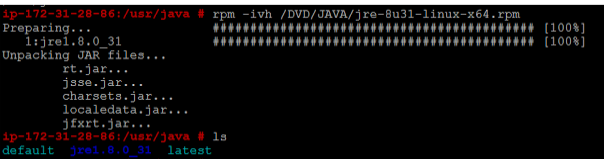 ip-172-31-28-86:/usr/java # rpm -ivh /DVD/JAVA/jre-8u31-linux-x64.rpm
Preparing... ################################### [100%]
1:jre1.8.0_31 ################################### [100%]
Unpacking JAR files...
rt.jar...
jsse.jar...
charsets.jar...
localedata.jar...
jfxrt.jar...
ip-172-31-28-86:/usr/java # ls
default jre1.8.0_31 latest